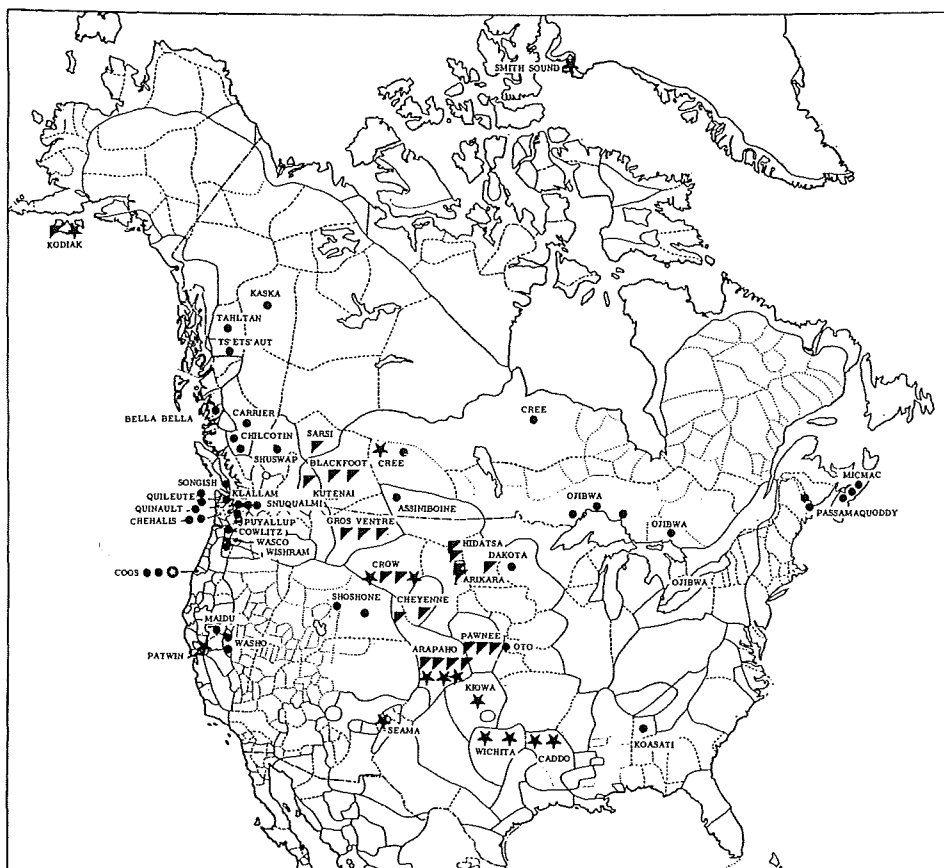 SMITH SOUND
KODIAK
KASKA
TAHLTAN
TS'ETS'AUT
BELLA BELLA
CARRIER
CREE
CHILCOTIN
SARSI
SHUSWAP
CREE
BLACKFOOT
KUTENAI
MICMAC
SONGISH
KLALLAM
QUILEUTE
SNUQUALMI
ASSINIBOINE
OJIBWA
PASSAMAQUODDY
QUINAULT
CHEHALIS
PUYALLUP
GROS VENTRE
OJIBWA
COWLITZ
WASCO
WISHRAM
HIDATSA
DAKOTA
COOS
CROW
ARIKARA
OJIBWA
SHOSHONE
CHEYENNE
MAIDU
WASHO
PAWNEE
PATWIN
ARAPAHO
OTO
KIOWA
SEAMA
WICHITA
CADDO
KOASATI